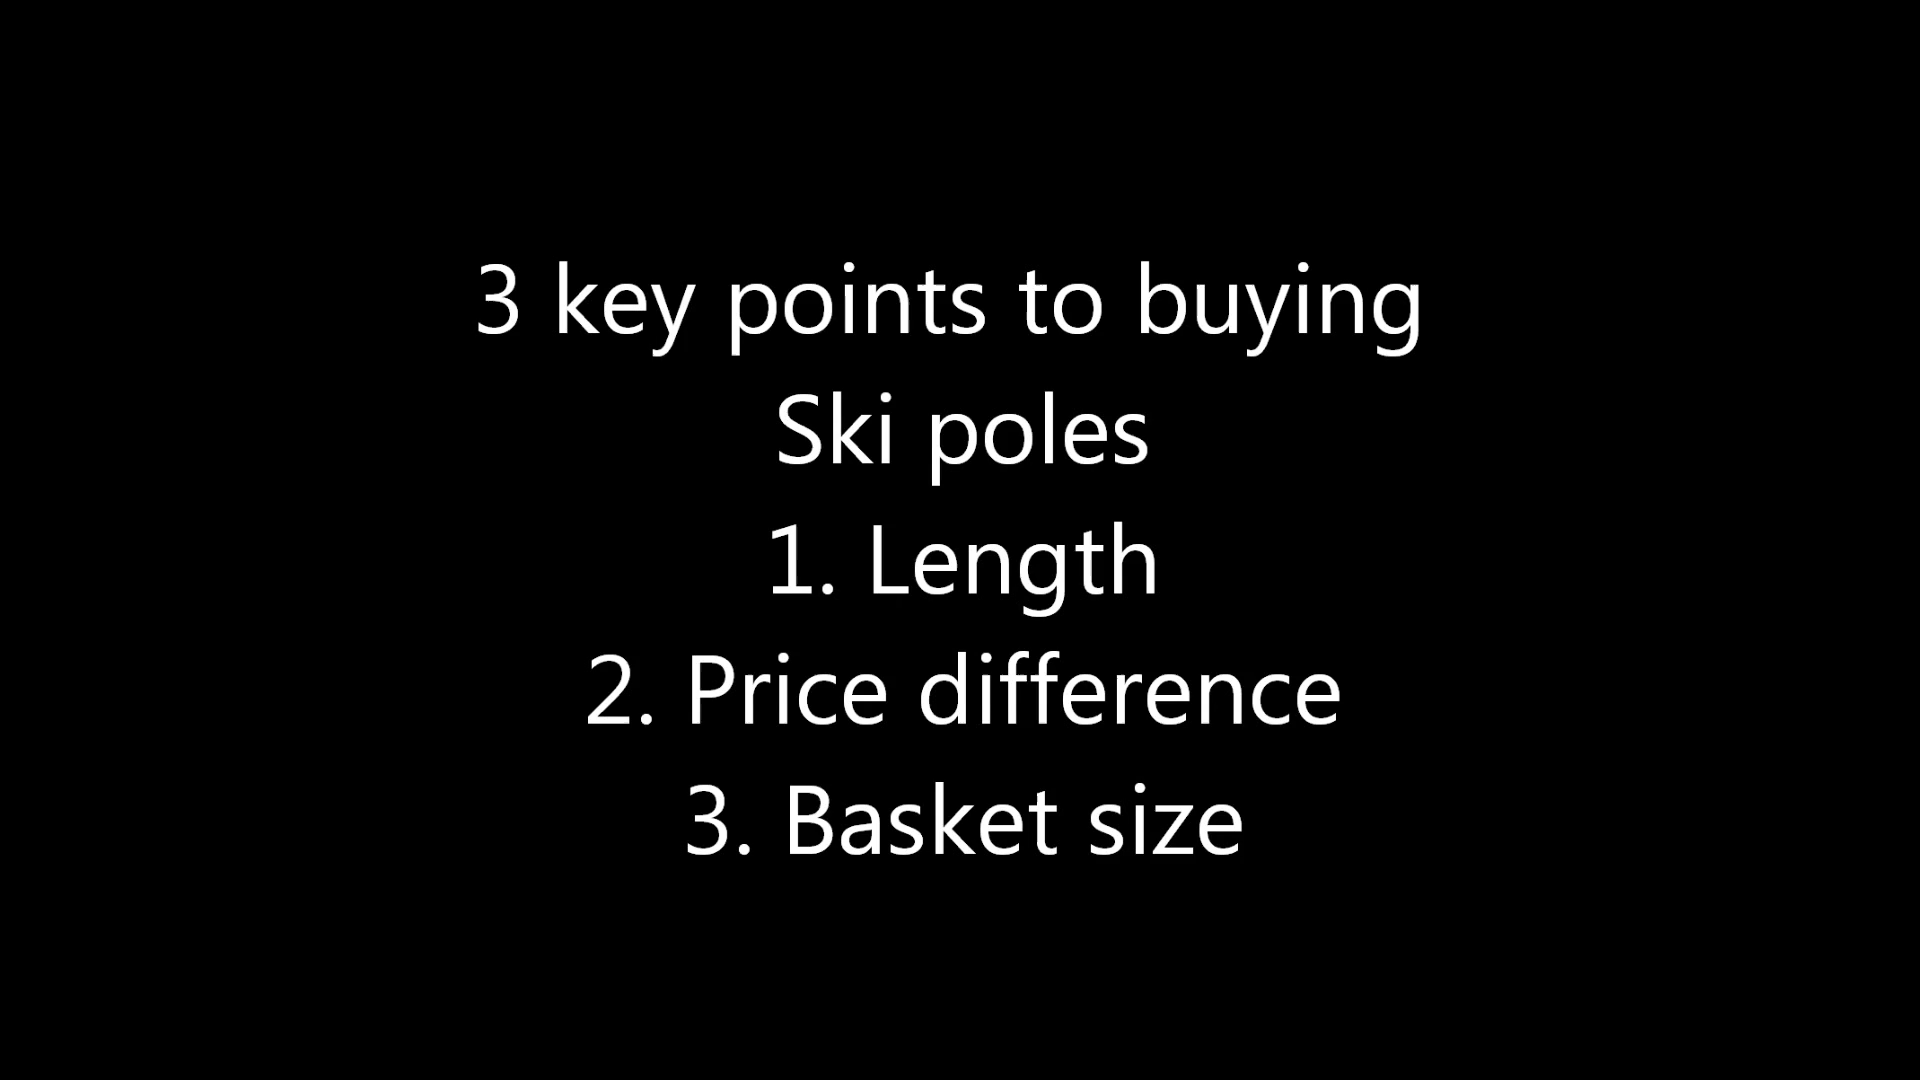 3 key points to buying
Ski poles
1. Length
2. Price difference
3. Basket size